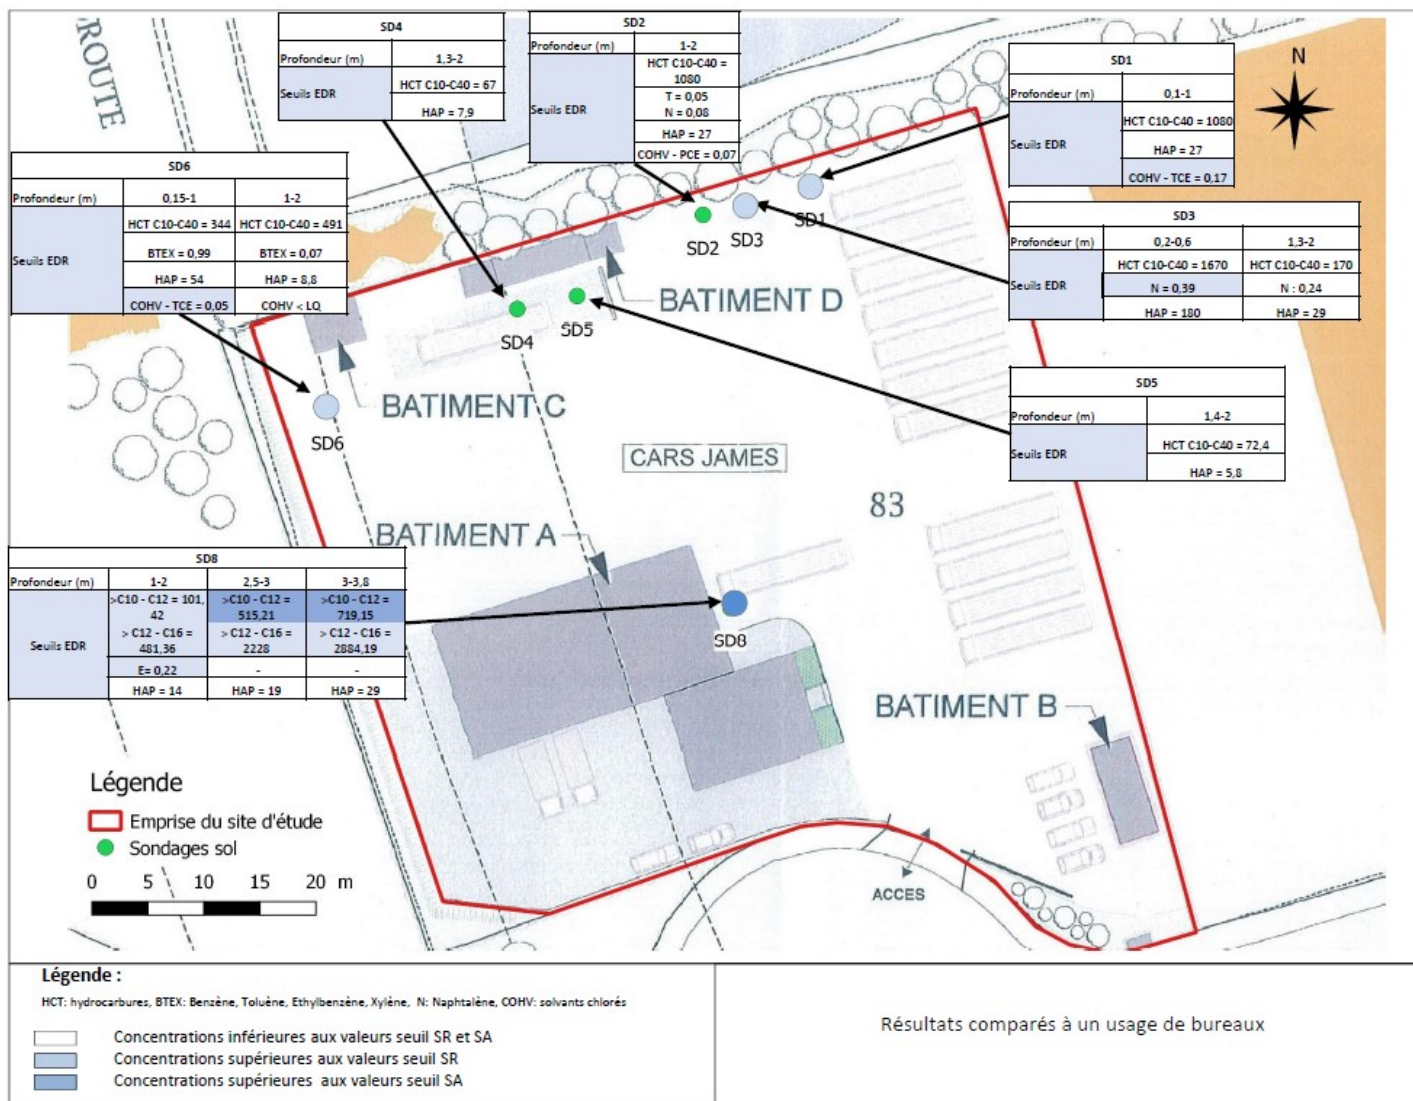 ROUTE
SD4
Profondeur (m) 1,3-2
Seuils EDR
HCT C10-C40 = 67
HAP = 7,9
SD2
Profondeur (m) 1-2
Seuils EDR
HCT C10-C40 =
1080
T = 0,05
N = 0,08
HAP = 27
COHV - PCE = 0,07
SD1
Profondeur (m) 0,1-1
Seuils EDR
HCT C10-C40 = 1080
HAP = 27
COHV - TCE = 0,17
N
SD6
Profondeur (m) 0,15-1 1-2
Seuils EDR
HCT C10-C40 = 344 HCT C10-C40 = 491
BTEX = 0,99 BTEX = 0,07
HAP = 54 HAP = 8,8
COHV - TCE = 0,05 COHV < LQ
SD3
Profondeur (m) 0,2-0,6 1,3-2
Seuils EDR
HCT C10-C40 = 1670 HCT C10-C40 = 170
N = 0,39 N : 0,24
HAP = 180 HAP = 29
SD1
SD3
SD2
BATIMENT D
SD4
SD5
BATIMENT C
SD6
SD5
Profondeur (m) 1,4-2
Seuils EDR
HCT C10-C40 = 72,4
HAP = 5,8
CARS JAMES
83
BATIMENT A
SD8
Profondeur (m) 1-2 2,5-3 3-3,8
Seuils EDR
>C10 - C12 = 101, >C10 - C12 = >C10 - C12 =
42 515,21 719,15
> C12 - C16 = > C12 - C16 = > C12 - C16 =
481,36 2228 2884,19
E= 0,22 - -
HAP = 14 HAP = 19 HAP = 29
SD8
BATIMENT B
ACCES
Légende
Emprise du site d'étude
Sondages sol
0 5 10 15 20 m
Légende :
HCT: hydrocarbures, BTEX: Benzène, Toluène, Ethylbenzène, Xylène, N: Naphtalène, COHV: solvants chlorés
Concentrations inférieures aux valeurs seuil SR et SA
Concentrations supérieures aux valeurs seuil SR
Concentrations supérieures aux valeurs seuil SA
Résultats comparés à un usage de bureaux